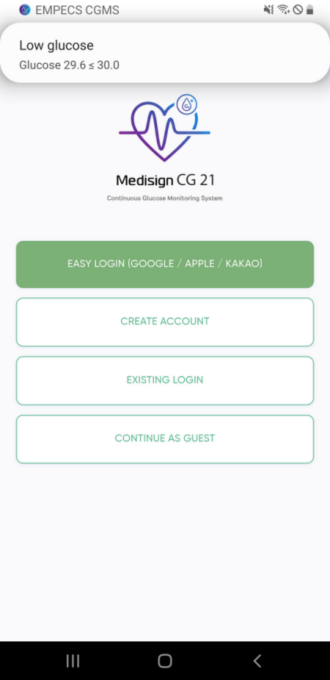 EMPECS CGMS
Low glucose
Glucose 29.6 ≤ 30.0
Medisign CG 21
Continuous Glucose Monitoring System
EASY LOGIN (GOOGLE / APPLE / KAKAO)
CREATE ACCOUNT
EXISTING LOGIN
CONTINUE AS GUEST